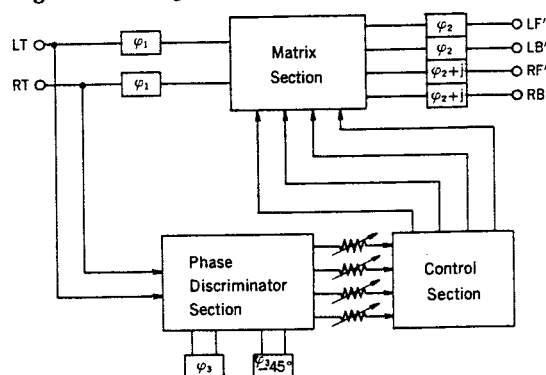 LT
φ₁
RT
φ₁
Matrix
Section
φ₂
LF'
φ₂
LB'
φ₂+j
RF'
φ₂+j
RB
Phase
Discriminator
Section
Control
Section
φ₃
φ₃
-45°